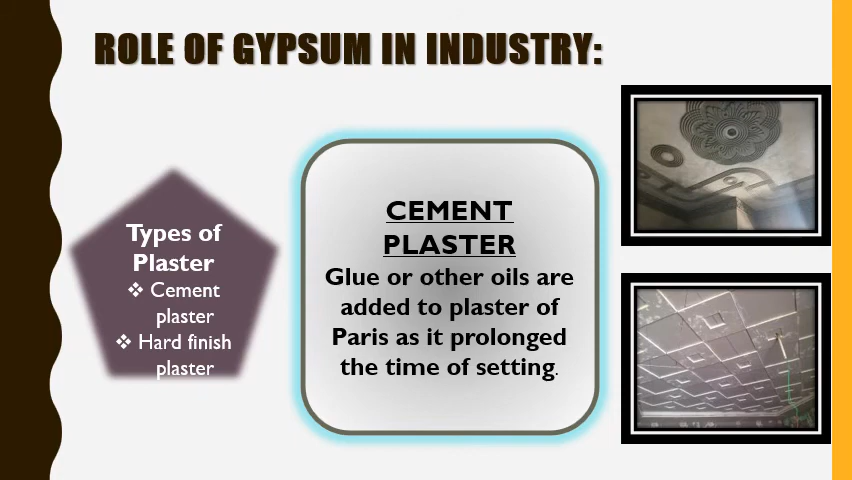 ROLE OF GYPSUM IN INDUSTRY:
Types of
Plaster
❖ Cement
plaster
❖ Hard finish
plaster
CEMENT
PLASTER
Glue or other oils are
added to plaster of
Paris as it prolonged
the time of setting.